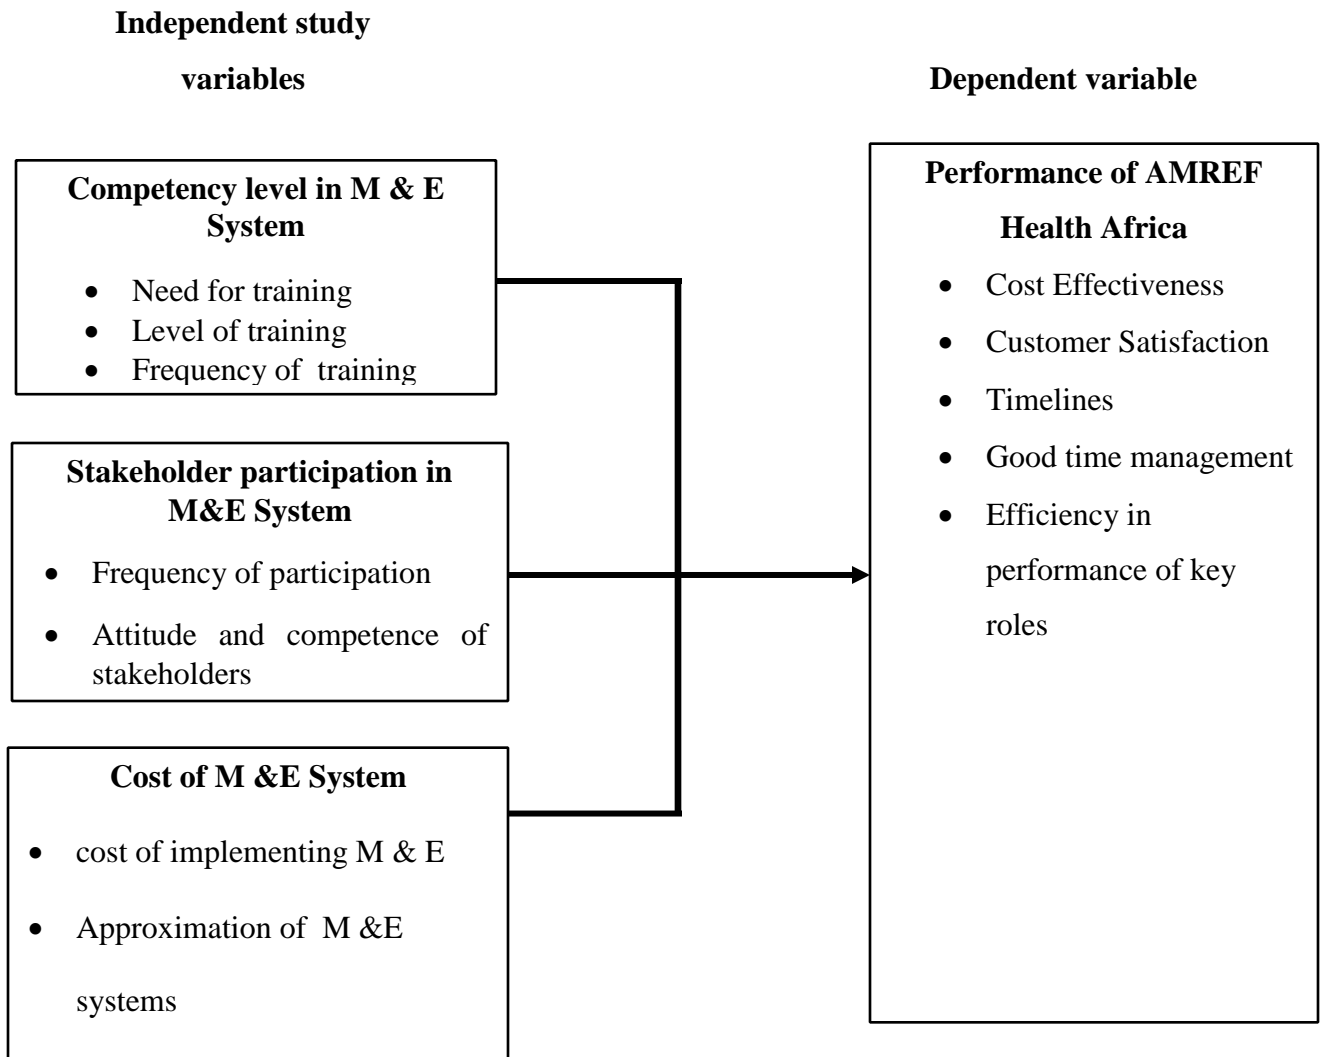 Independent study
variables
Dependent variable
Competency level in M & E
System
• Need for training
• Level of training
• Frequency of training
Stakeholder participation in
M&E System
• Frequency of participation
• Attitude and competence of
stakeholders
Cost of M &E System
• cost of implementing M & E
• Approximation of M &E
systems
Performance of AMREF
Health Africa
• Cost Effectiveness
• Customer Satisfaction
• Timelines
• Good time management
• Efficiency in
performance of key
roles